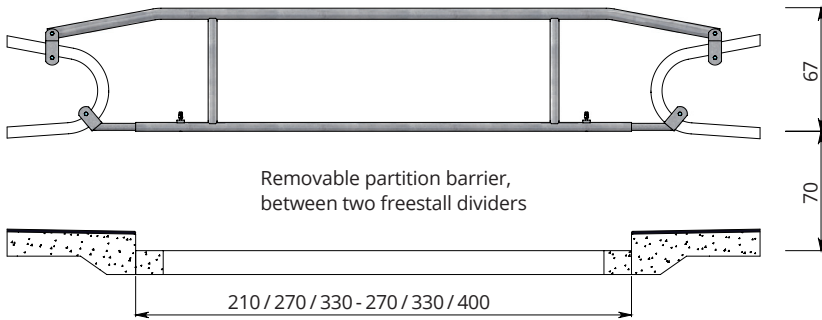 67
Removable partition barrier,
between two freestall dividers
70
210 / 270 / 330 - 270 / 330 / 400